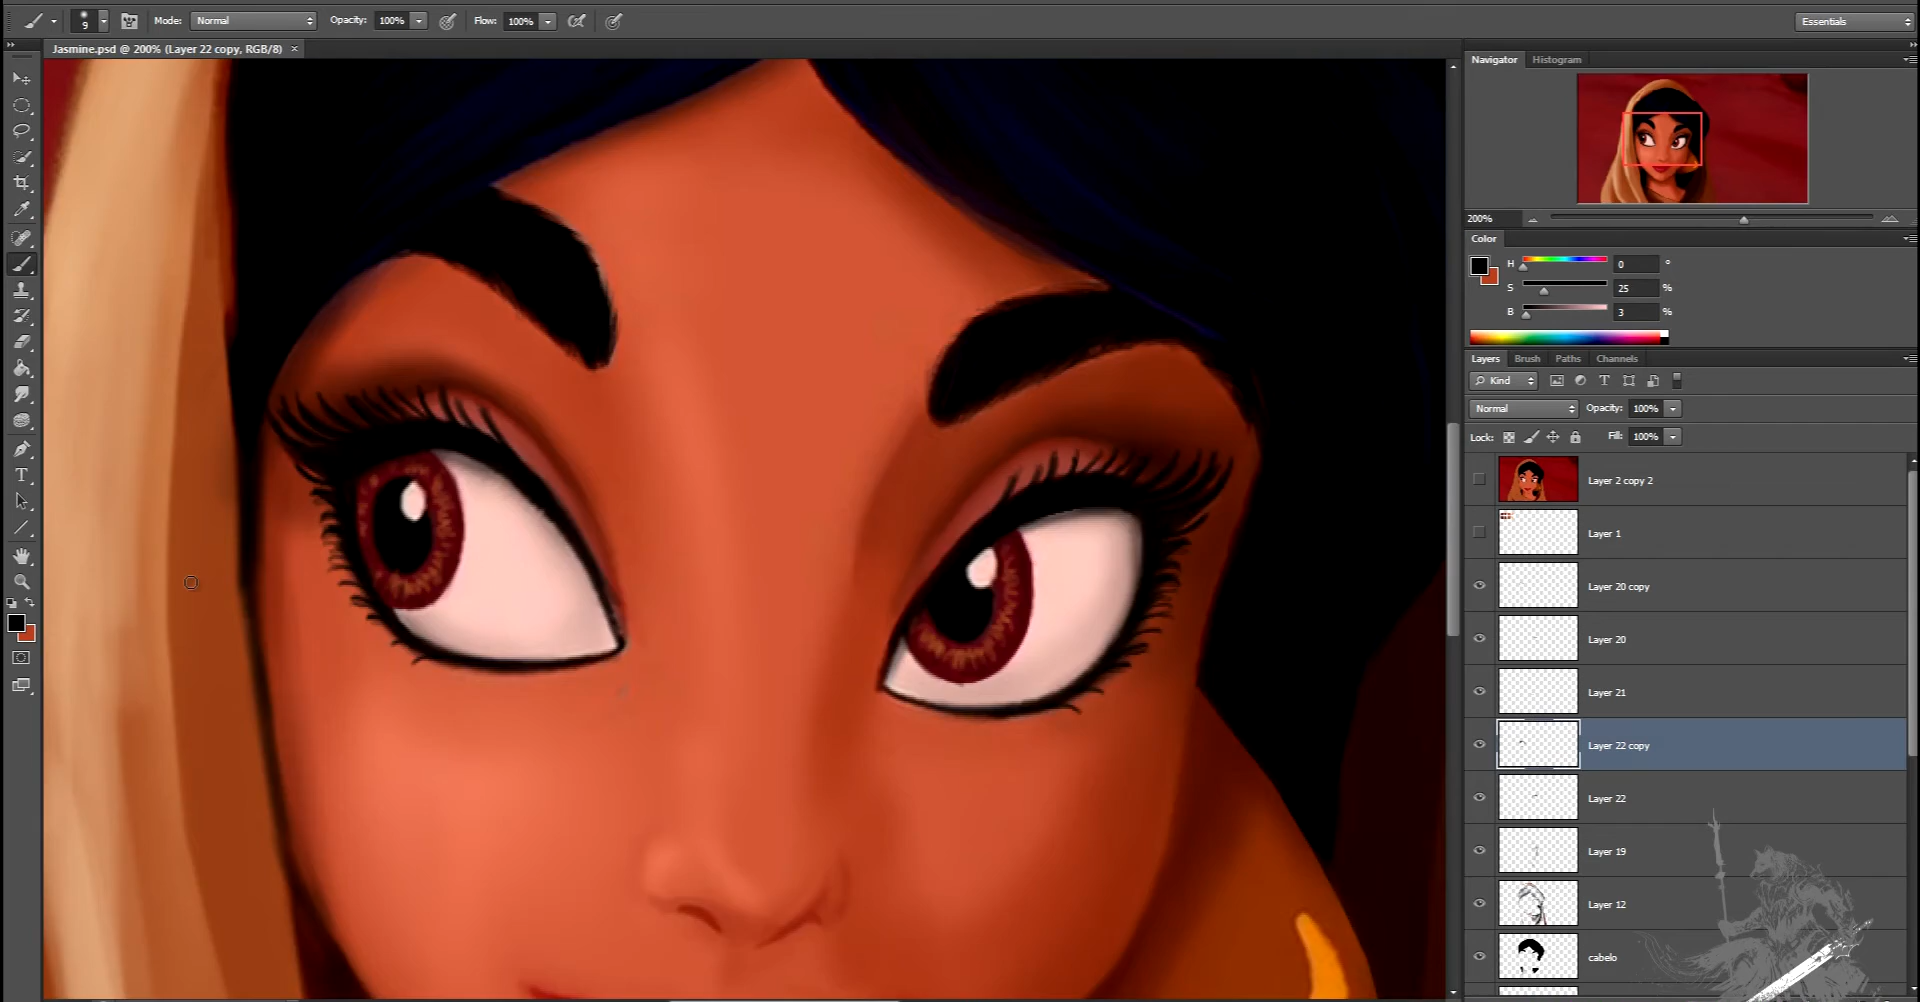 9 Mode: Normal Opacity: 100% Flow: 100% Essentials
Jasmine.psd @ 200% (Layer 22 copy, RGB/8) ×
Navigator Histogram
200%
Color
H 0 °
S 25 %
B 3 %
Layers Brush Paths Channels
Kind
Normal Opacity: 100%
Lock: Fill: 100%
Layer 2 copy 2
Layer 1
Layer 20 copy
Layer 20
Layer 21
Layer 22 copy
Layer 22
Layer 19
Layer 12
cabelo